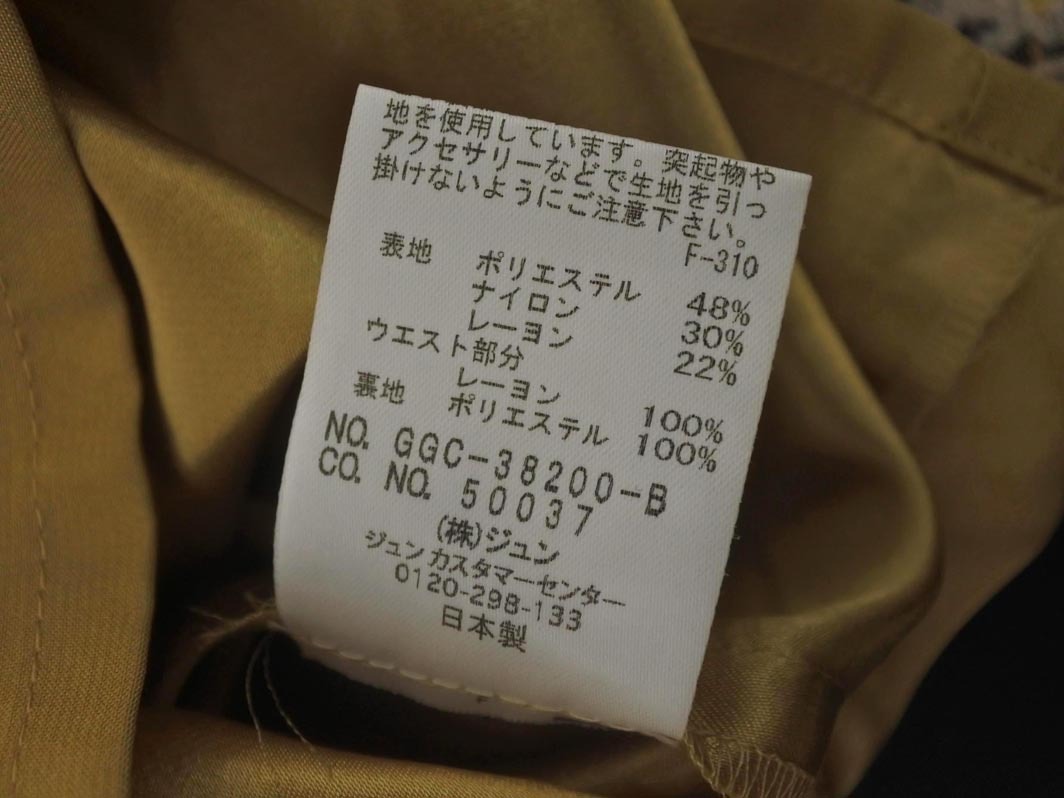 地を使用しています。突起物や
アクセサリーなどで生地を引っ
掛けないようにご注意下さい。
F-310
表地 ポリエステル 48%
ナイロン 30%
レーヨン 22%
ウエスト部分
レーヨン 100%
裏地 ポリエステル 100%
NO. GGC-38200-B
CO. NO. 50037
(株)ジュン
ジュンカスタマーセンター
0120-298-133
日本製